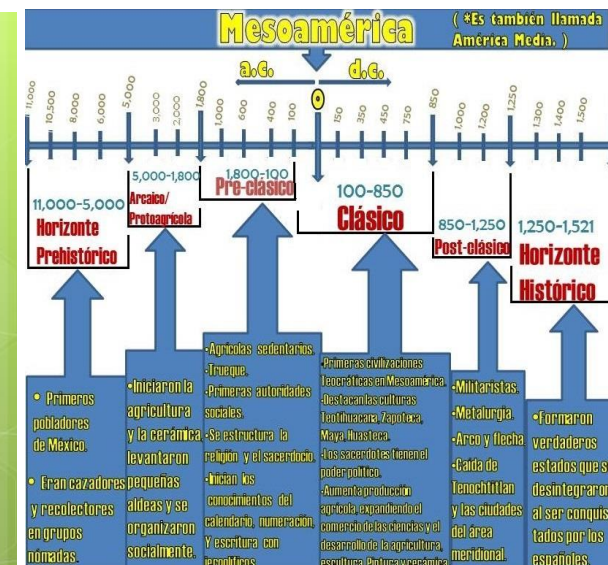 Mesoamérica
( *Es también llamada
América Media. )
a.c.
d.c.
11,000
10,500
8,000
6,000
5,000
3,000
2,000
1,800
1,000
600
400
100
0
150
350
450
750
850
1,000
1,200
1,250
1,300
1,400
1,500
11,000-5,000
Horizonte
Prehistórico
5,000-1,800
Arcaico/
Protoagrícola
1,800-100
Pre-clásico
100-850
Clásico
850-1,250
Post-clásico
1,250-1,521
Horizonte
Histórico
• Primeros
pobladores
de México.
• Eran cazadores
y recolectores
en grupos
nómadas.
•Iniciaron la
agricultura
y la cerámica
levantaron
pequeñas
aldeas y se
organizaron
socialmente.
•Agrícolas sedentarios.
•Trueque.
•Primeras autoridades
sociales.
•Se estructura la
religión y el sacerdocio.
•Inician los
conocimientos del
calendario, numeración,
Y escritura con
jeroglíficos
•Primeras civilizaciones
Teocráticas en Mesoamérica.
•Destacan las culturas
Teotihuacana, Zapoteca,
Maya, Huasteca.
•Los sacerdotes tienen el
poder político.
•Aumenta producción
agrícola, expandiendo el
comercio de las ciencias y el
desarrollo de la agricultura,
escultura, Pintura y cerámica
•Militaristas.
•Metalurgia.
•Arco y flecha.
•Caída de
Tenochtitlan
y las ciudades
del área
meridional.
•Formaron
verdaderos
estados que s
desintegraron
al ser conquis
tados por los
españoles.